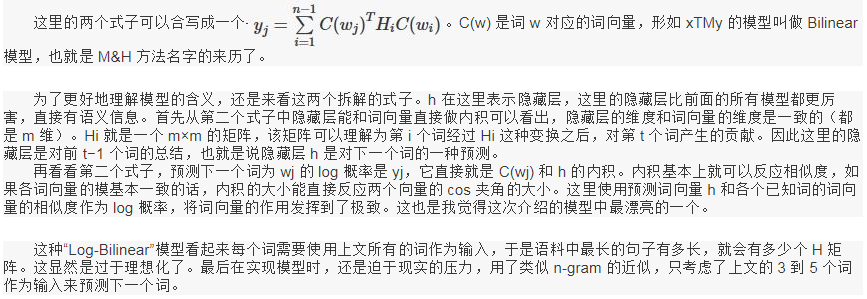 这里的两个式子可以合写成一个· $y_j = \sum_{i=1}^{n-1} C(w_j)^T H_i C(w_i)$ 。C(w) 是词 w 对应的词向量，形如 xTMy 的模型叫做 Bilinear
模型，也就是 M&H 方法名字的来历了。
为了更好地理解模型的含义，还是来看这两个拆解的式子。h 在这里表示隐藏层，这里的隐藏层比前面的所有模型都更厉
害，直接有语义信息。首先从第二个式子中隐藏层能和词向量直接做内积可以看出，隐藏层的维度和词向量的维度是一致的（都
是 m 维）。Hi 就是一个 m×m 的矩阵，该矩阵可以理解为第 i 个词经过 Hi 这种变换之后，对第 t 个词产生的贡献。因此这里的隐
藏层是对前 t−1 个词的总结，也就是说隐藏层 h 是对下一个词的一种预测。
再看看第二个式子，预测下一个词为 wj 的 log 概率是 yj，它直接就是 C(wj) 和 h 的内积。内积基本上就可以反应相似度，如
果各词向量的模基本一致的话，内积的大小能直接反应两个向量的 cos 夹角的大小。这里使用预测词向量 h 和各个已知词的词向
量的相似度作为 log 概率，将词向量的作用发挥到了极致。这也是我觉得这次介绍的模型中最漂亮的一个。
这种“Log-Bilinear”模型看起来每个词需要使用上文所有的词作为输入，于是语料中最长的句子有多长，就会有多少个 H 矩
阵。这显然是过于理想化了。最后在实现模型时，还是迫于现实的压力，用了类似 n-gram 的近似，只考虑了上文的 3 到 5 个词
作为输入来预测下一个词。